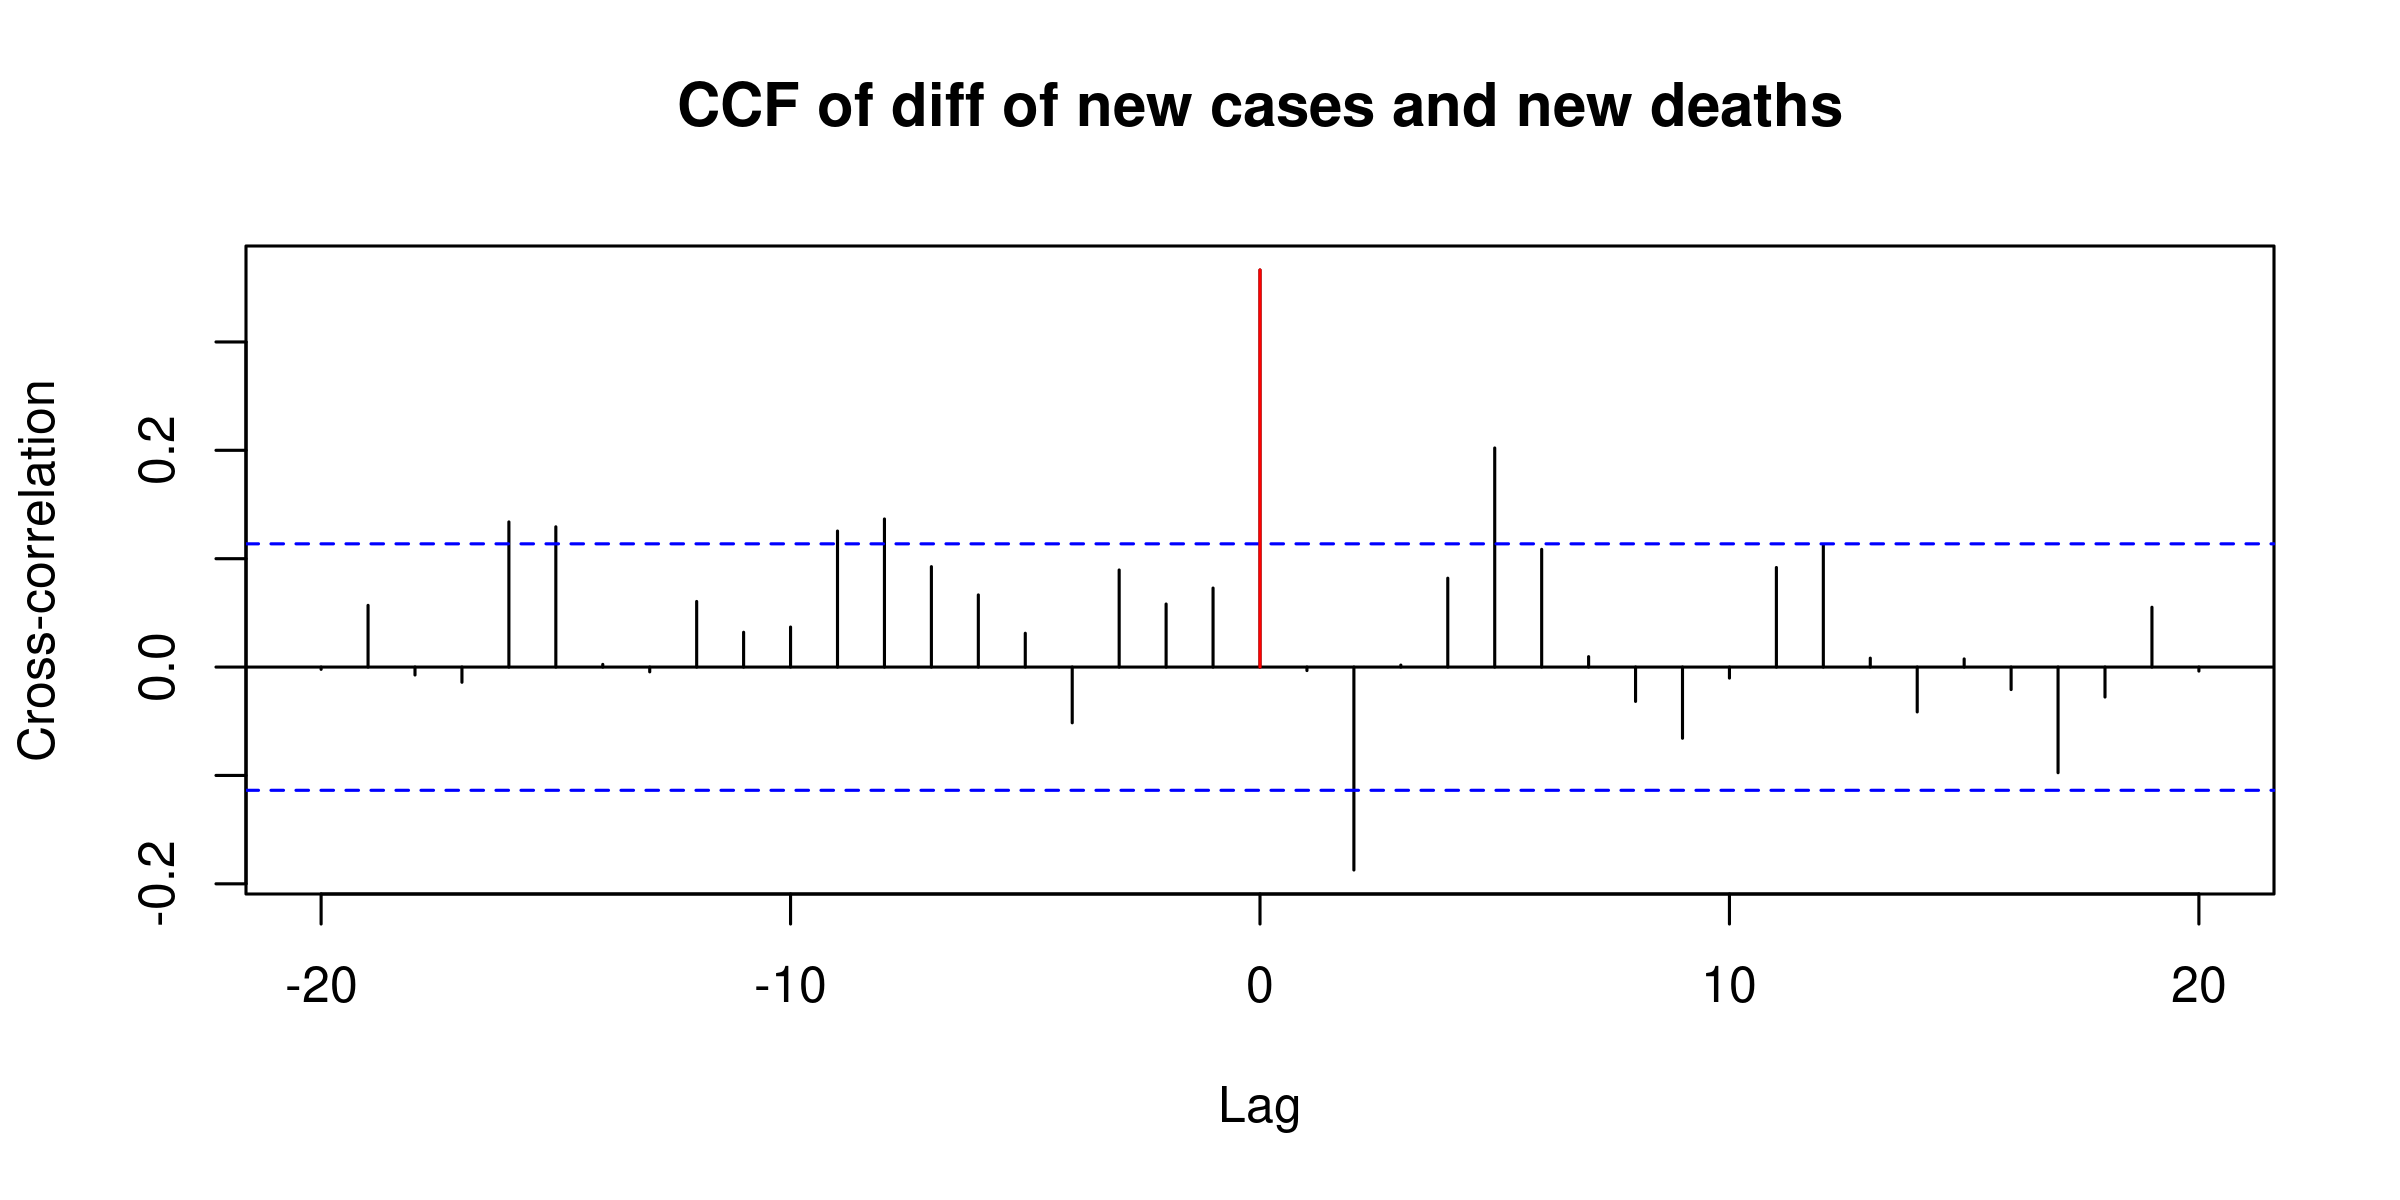 CCF of diff of new cases and new deaths
Cross-correlation
0.2
0.0
-0.2
-20 -10 0 10 20
Lag